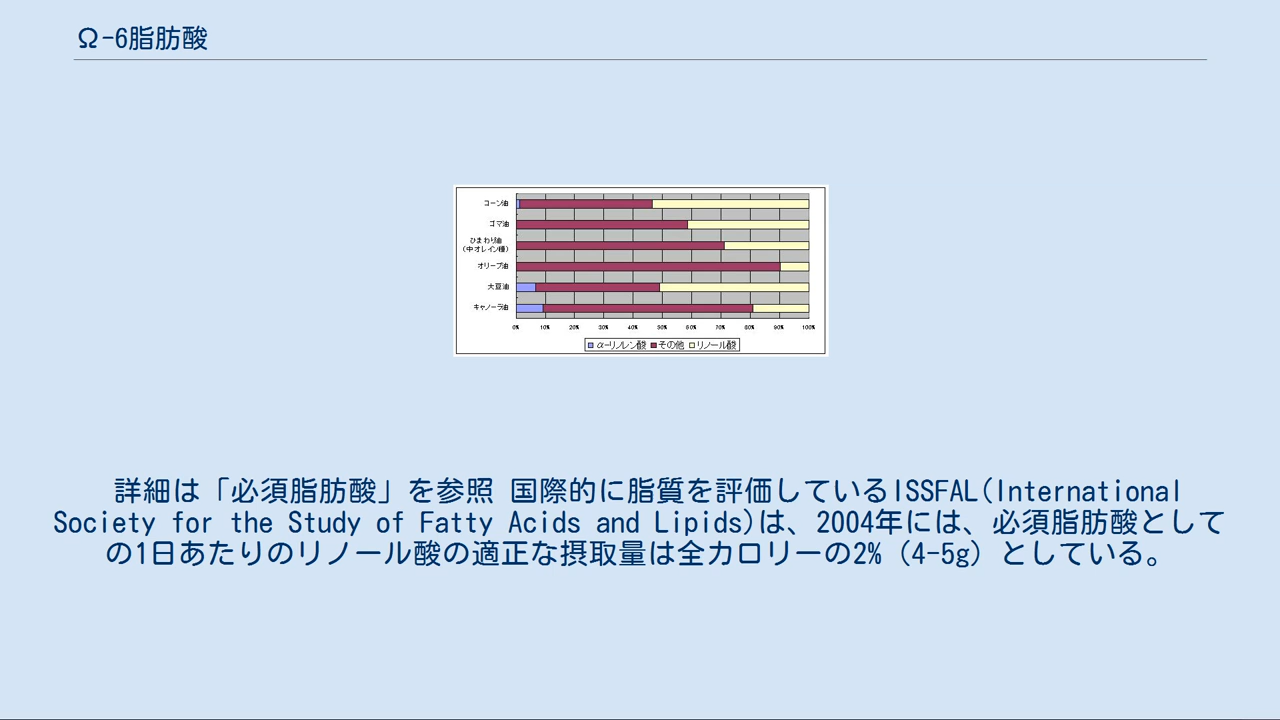 Ω-6脂肪酸
コーン油
ゴマ油
ひまわり油
（中オレイン種）
オリーブ油
大豆油
キャノーラ油
0% 10% 20% 30% 40% 50% 60% 70% 80% 90% 100%
α-リノレン酸 その他 リノール酸
詳細は「必須脂肪酸」を参照 国際的に脂質を評価しているISSFAL(International
Society for the Study of Fatty Acids and Lipids)は、2004年には、必須脂肪酸として
の1日あたりのリノール酸の適正な摂取量は全カロリーの2%（4-5g）としている。